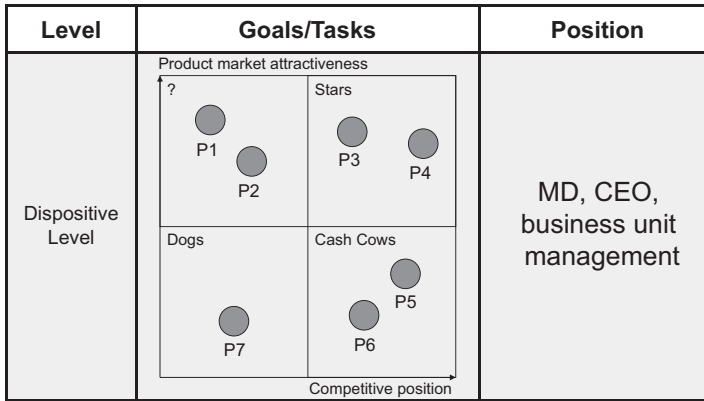 Level
Goals/Tasks
Position
Product market attractiveness
?
Stars
P1
P2
P3
P4
Dispositive
Level
MD, CEO,
business unit
management
Dogs
Cash Cows
P5
P6
P7
Competitive position